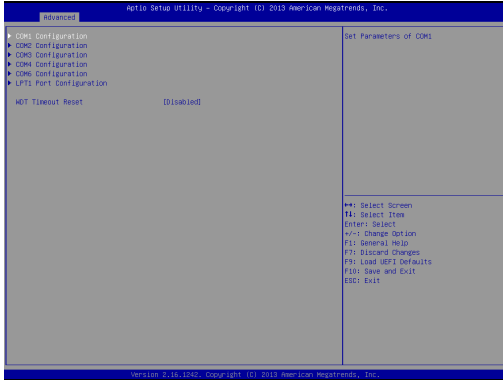 Aptio Setup Utility - Copyright (C) 2013 American Megatrends, Inc.
Advanced
COM1 Configuration
COM2 Configuration
COM3 Configuration
COM4 Configuration
COM6 Configuration
LPT1 Port Configuration
WDT Timeout Reset [Disabled]
Set Parameters of COM1
↔: Select Screen
↑↓: Select Item
Enter: Select
+/-: Change Option
F1: General Help
F7: Discard Changes
F9: Load UEFI Defaults
F10: Save and Exit
ESC: Exit
Version 2.16.1242. Copyright (C) 2013 American Megatrends, Inc.